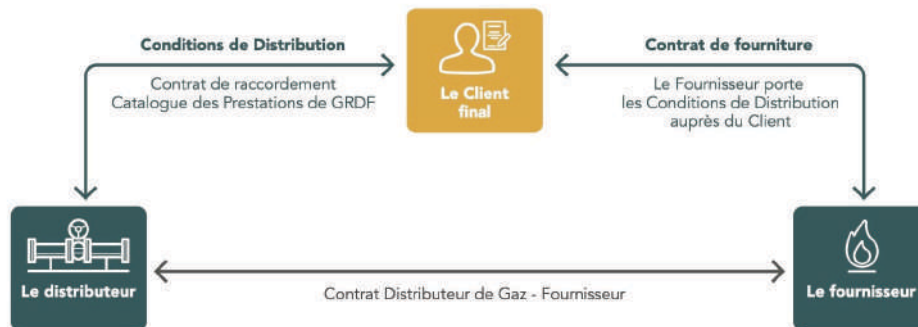 Conditions de Distribution
Contrat de raccordement
Catalogue des Prestations de GRDF
Le Client
final
Contrat de fourniture
Le Fournisseur porte
les Conditions de Distribution
auprès du Client
Le distributeur
Contrat Distributeur de Gaz - Fournisseur
Le fournisseur